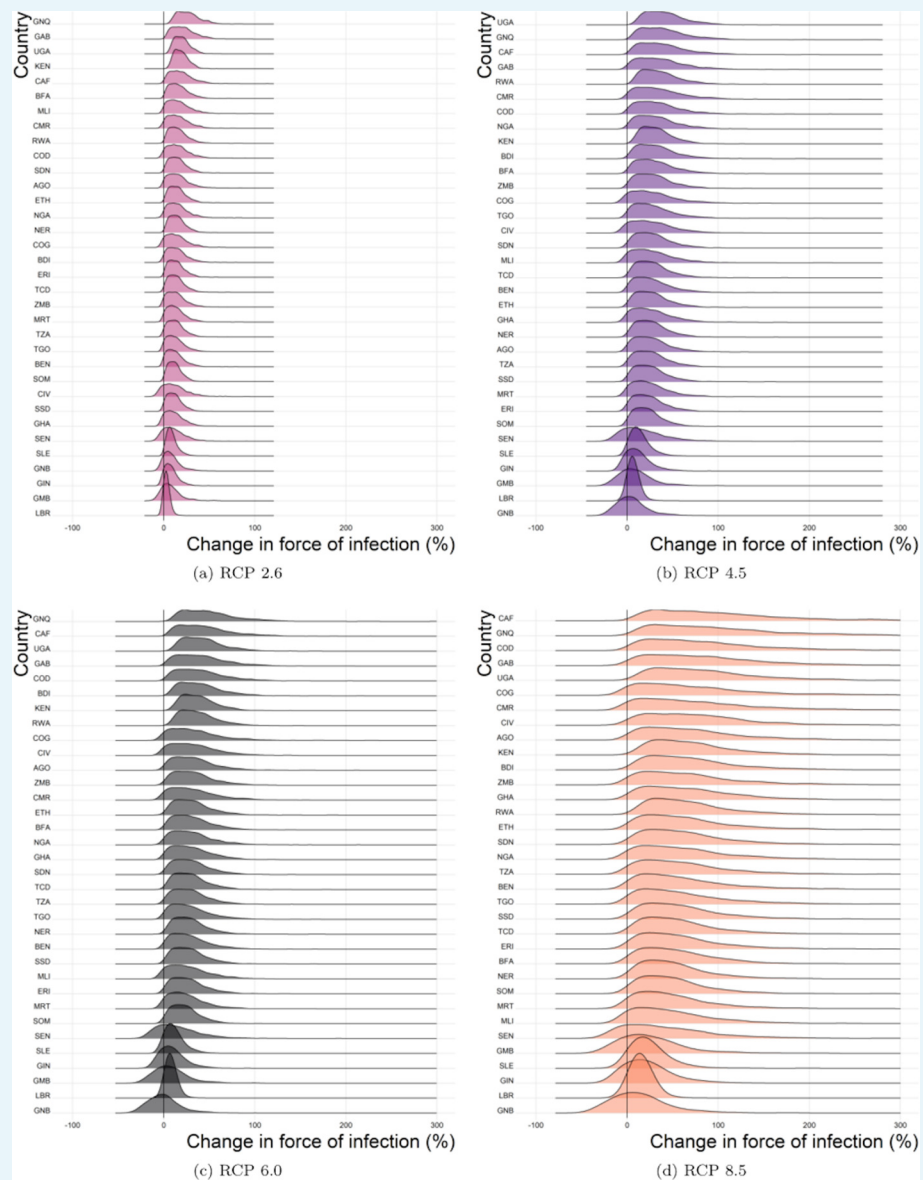 Country
GNQ
GAB
UGA
KEN
CAF
BFA
MLI
CMR
RWA
COD
SDN
AGO
ETH
NGA
NER
COG
BDI
ERI
TCD
ZMB
MRT
TZA
TGO
BEN
SOM
CIV
SSD
GHA
SEN
SLE
GNB
GIN
GMB
LBR
-100 0 100 200 300
Change in force of infection (%)
(a) RCP 2.6
Country
UGA
GNQ
CAF
GAB
RWA
CMR
COD
NGA
KEN
BDI
BFA
ZMB
COG
TGO
CIV
SDN
MLI
TCD
BEN
ETH
GHA
NER
AGO
TZA
SSD
MRT
ERI
SOM
SEN
SLE
GIN
GMB
LBR
GNB
-100 0 100 200 300
Change in force of infection (%)
(b) RCP 4.5
Country
GNQ
CAF
UGA
GAB
COD
BDI
KEN
RWA
COG
CIV
AGO
ZMB
CMR
ETH
BFA
NGA
GHA
SDN
TCD
TZA
TGO
NER
BEN
SSD
MLI
ERI
MRT
SOM
SEN
SLE
GIN
GMB
LBR
GNB
-100 0 100 200 300
Change in force of infection (%)
(c) RCP 6.0
Country
CAF
GNQ
COD
GAB
UGA
COG
CMR
CIV
AGO
KEN
BDI
ZMB
GHA
RWA
ETH
SDN
NGA
TZA
BEN
TGO
SSD
TCD
ERI
BFA
NER
SOM
MRT
MLI
SEN
GMB
SLE
GIN
LBR
GNB
-100 0 100 200 300
Change in force of infection (%)
(d) RCP 8.5